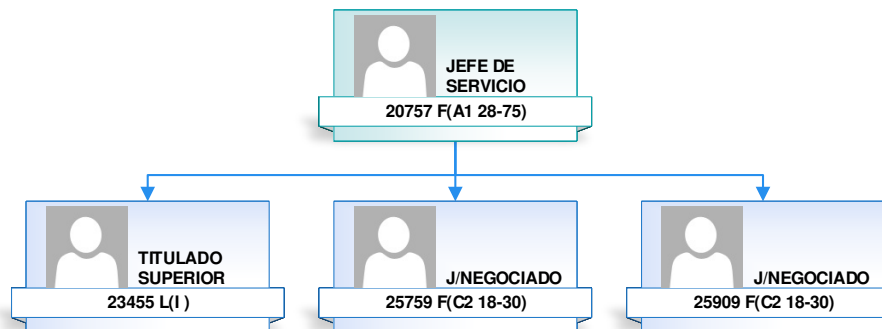 JEFE DE
SERVICIO
20757 F(A1 28-75)
TITULADO
SUPERIOR
23455 L(I )
J/NEGOCIADO
25759 F(C2 18-30)
J/NEGOCIADO
25909 F(C2 18-30)